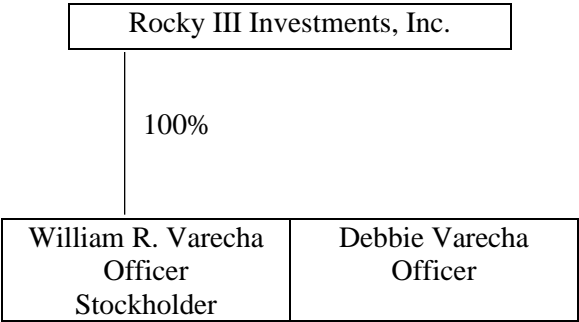 Rocky III Investments, Inc.
100%
William R. Varecha
Officer
Stockholder
Debbie Varecha
Officer